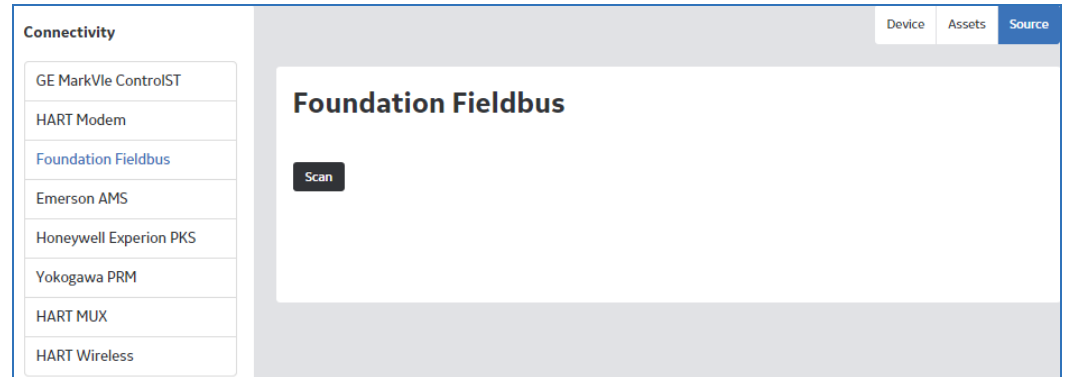 Connectivity
Device Assets Source
GE MarkVIe ControlST
HART Modem
Foundation Fieldbus
Emerson AMS
Honeywell Experion PKS
Yokogawa PRM
HART MUX
HART Wireless
Foundation Fieldbus
Scan